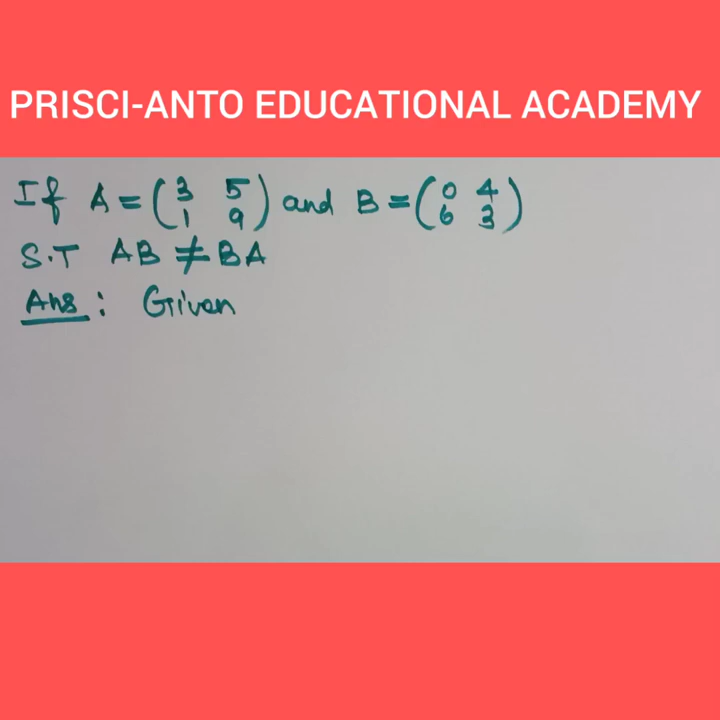 PRISCI-ANTO EDUCATIONAL ACADEMY
If A = (3 5) and B = (0 4)
1 9 6 3
S.T AB ≠ BA
Ans : Given